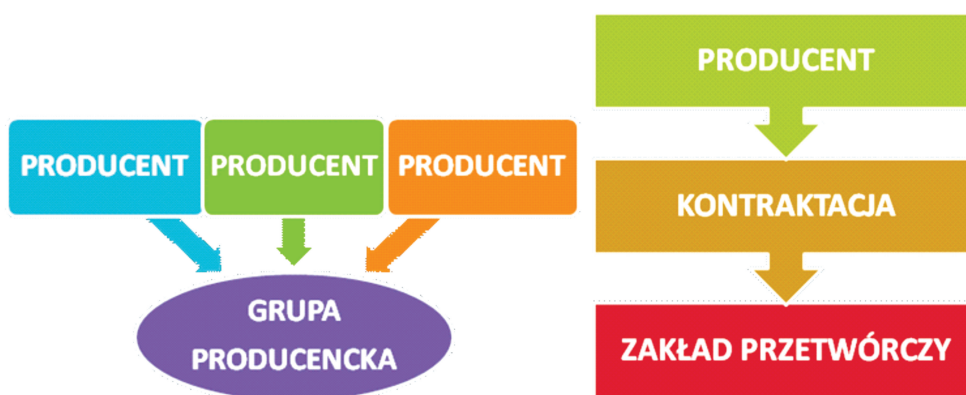 PRODUCENT
PRODUCENT
PRODUCENT
GRUPA
PRODUCENCKA
PRODUCENT
KONTRAKTACJA
ZAKŁAD PRZETWÓRCZY